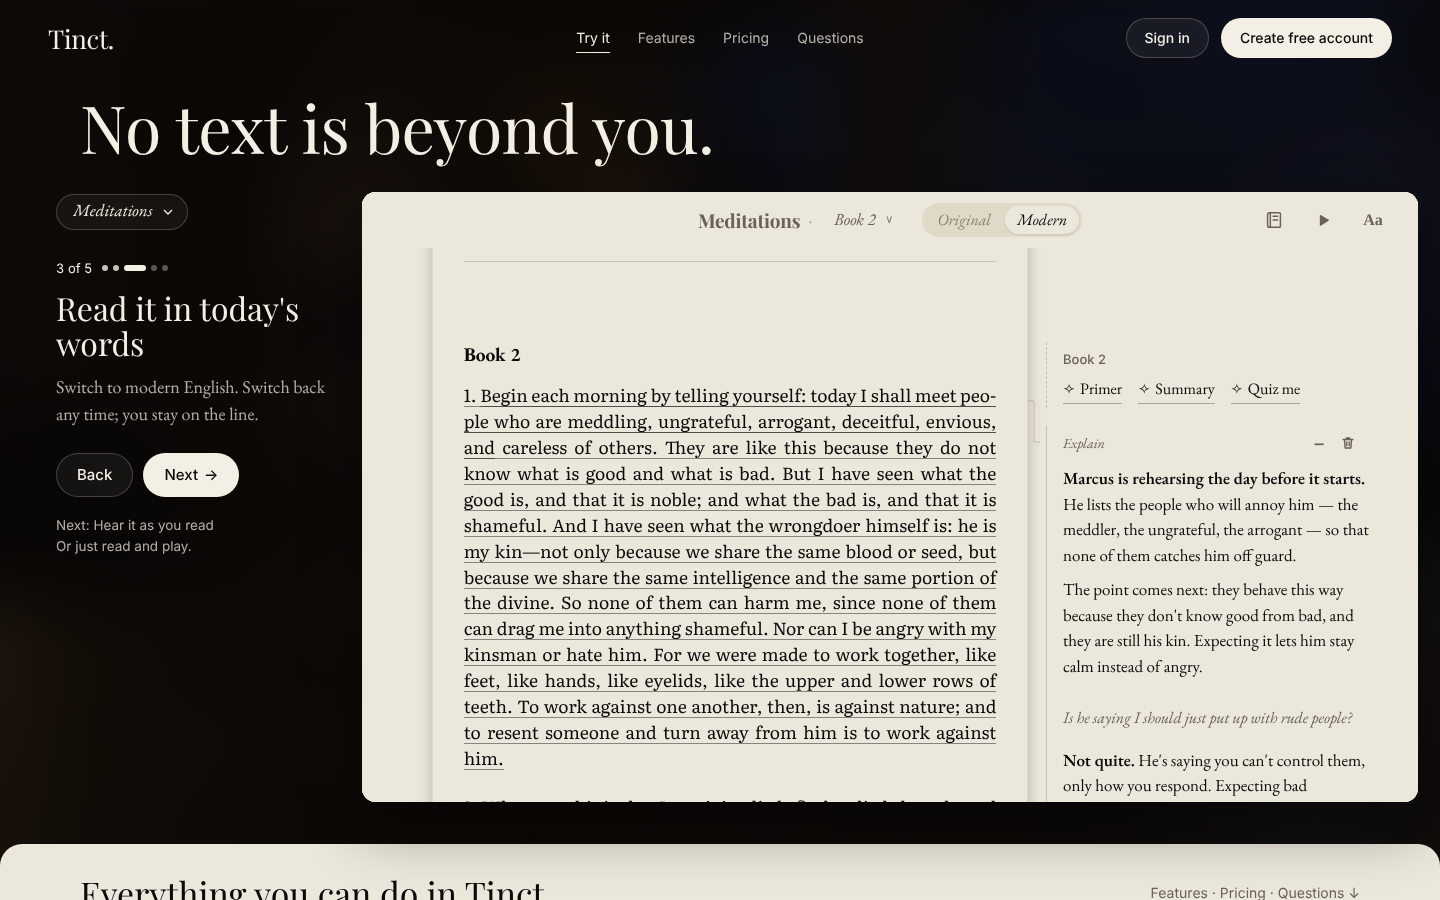 Tinct.
Try it
Features
Pricing
Questions
Sign in
Create free account
No text is beyond you.
Meditations
3 of 5
Read it in today's
words
Switch to modern English. Switch back
any time; you stay on the line.
Back
Next →
Next: Hear it as you read
Or just read and play.
Meditations · Book 2
Original
Modern
Aa
Book 2
1. Begin each morning by telling yourself: today I shall meet peo-
ple who are meddling, ungrateful, arrogant, deceitful, envious,
and careless of others. They are like this because they do not
know what is good and what is bad. But I have seen what the
good is, and that it is noble; and what the bad is, and that it is
shameful. And I have seen what the wrongdoer himself is: he is
my kin—not only because we share the same blood or seed, but
because we share the same intelligence and the same portion of
the divine. So none of them can harm me, since none of them
can drag me into anything shameful. Nor can I be angry with my
kinsman or hate him. For we were made to work together, like
feet, like hands, like eyelids, like the upper and lower rows of
teeth. To work against one another, then, is against nature; and
to resent someone and turn away from him is to work against
him.
Book 2
✧ Primer
✧ Summary
✧ Quiz me
Explain
Marcus is rehearsing the day before it starts.
He lists the people who will annoy him — the
meddler, the ungrateful, the arrogant — so that
none of them catches him off guard.
The point comes next: they behave this way
because they don't know good from bad, and
they are still his kin. Expecting it lets him stay
calm instead of angry.
Is he saying I should just put up with rude people?
Not quite. He's saying you can't control them,
only how you respond. Expecting bad
Everything you can do in Tinct
Features · Pricing · Questions ↓